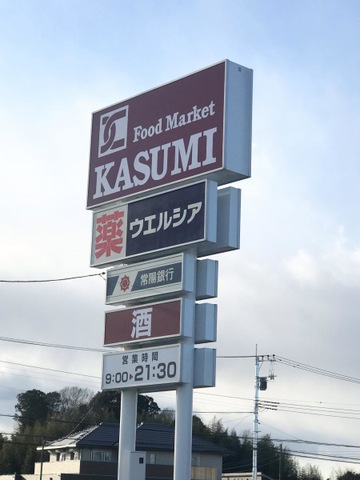 Food Market
KASUMI
薬 ウエルシア
常陽銀行
酒
営業時間
9:00▶21:30